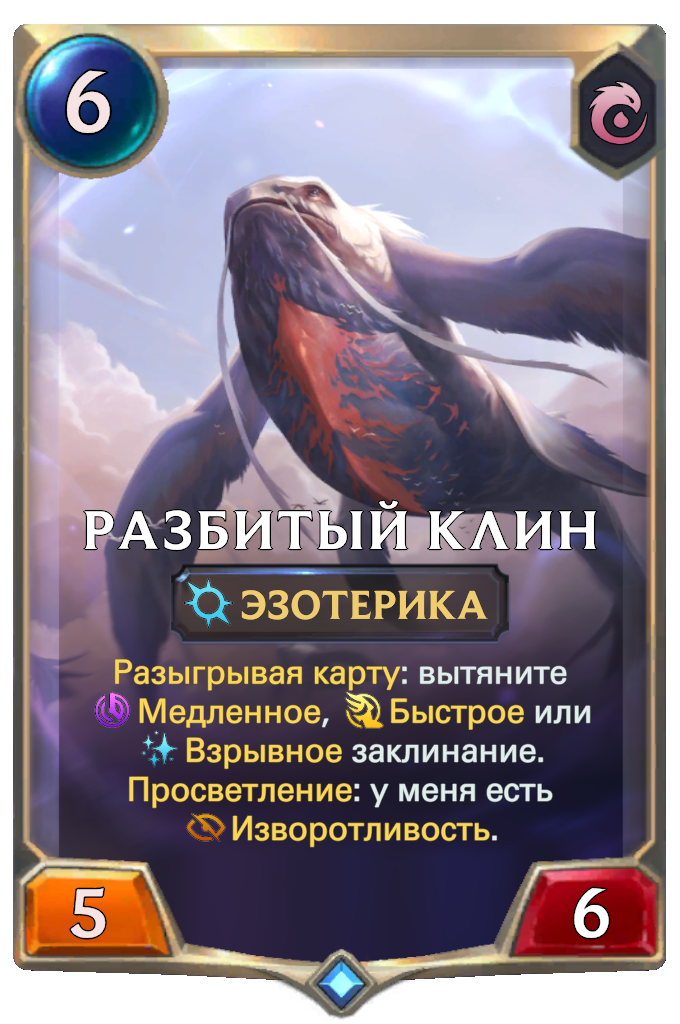 6
РАЗБИТЫЙ КЛИН
ЭЗОТЕРИКА
Разыгрывая карту: вытяните
Медленное, Быстрое или
Взрывное заклинание.
Просветление: у меня есть
Изворотливость.
5
6